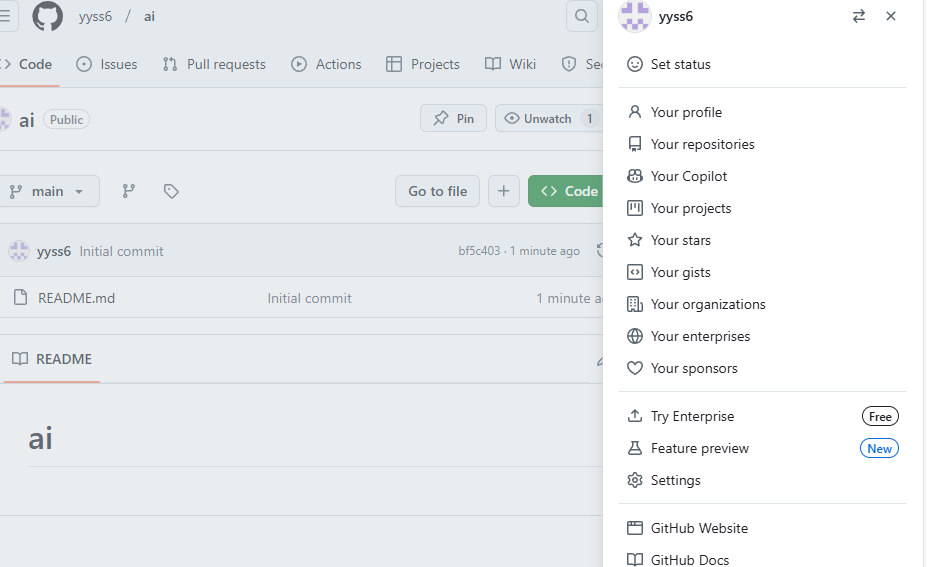 yyss6 / ai
Code Issues Pull requests Actions Projects Wiki
ai Public Pin Unwatch 1
main Go to file Code
yyss6 Initial commit bf5c403 · 1 minute ago
README.md Initial commit 1 minute
README
ai
yyss6
Set status
Your profile
Your repositories
Your Copilot
Your projects
Your stars
Your gists
Your organizations
Your enterprises
Your sponsors
Try Enterprise Free
Feature preview New
Settings
GitHub Website
GitHub Docs